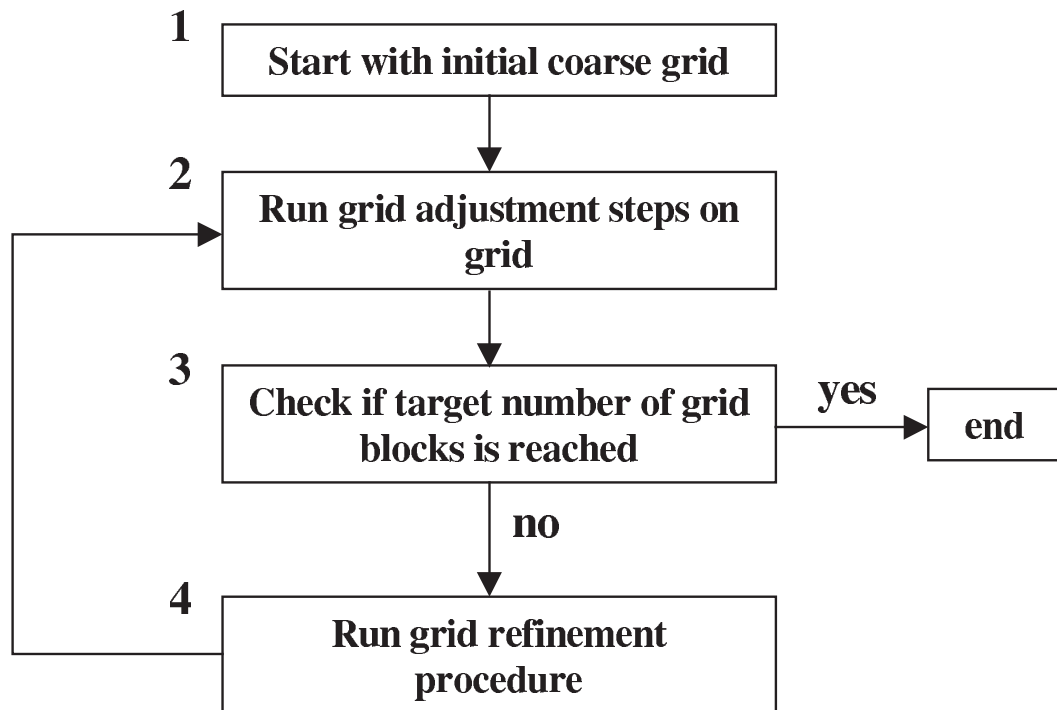 1
Start with initial coarse grid
2
Run grid adjustment steps on
grid
3
Check if target number of grid
blocks is reached
yes
end
no
4
Run grid refinement
procedure